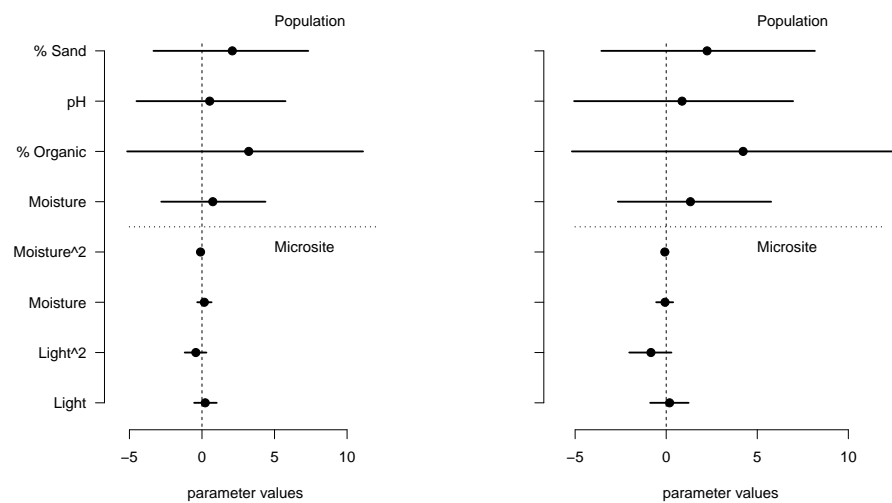 Population
% Sand
pH
% Organic
Moisture
Microsite
Moisture^2
Moisture
Light^2
Light
−5 0 5 10
parameter values
Population
Microsite
−5 0 5 10
parameter values